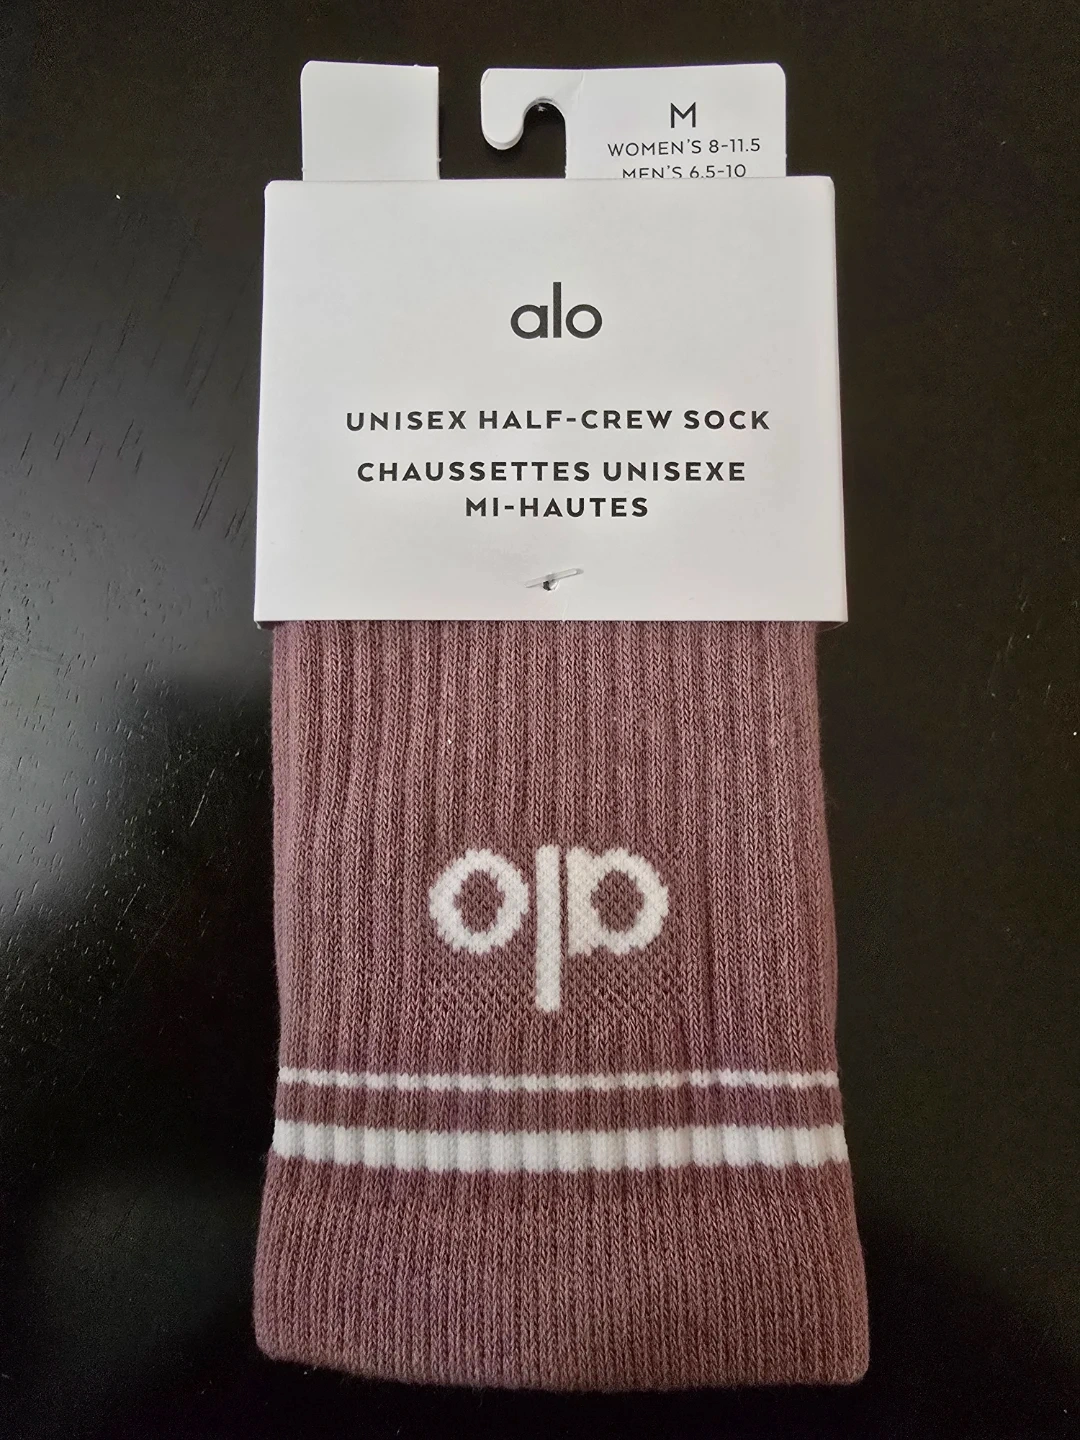 M
WOMEN'S 8-11.5
MEN'S 6.5-10
alo
UNISEX HALF-CREW SOCK
CHAUSSETTES UNISEXE
MI-HAUTES
alo